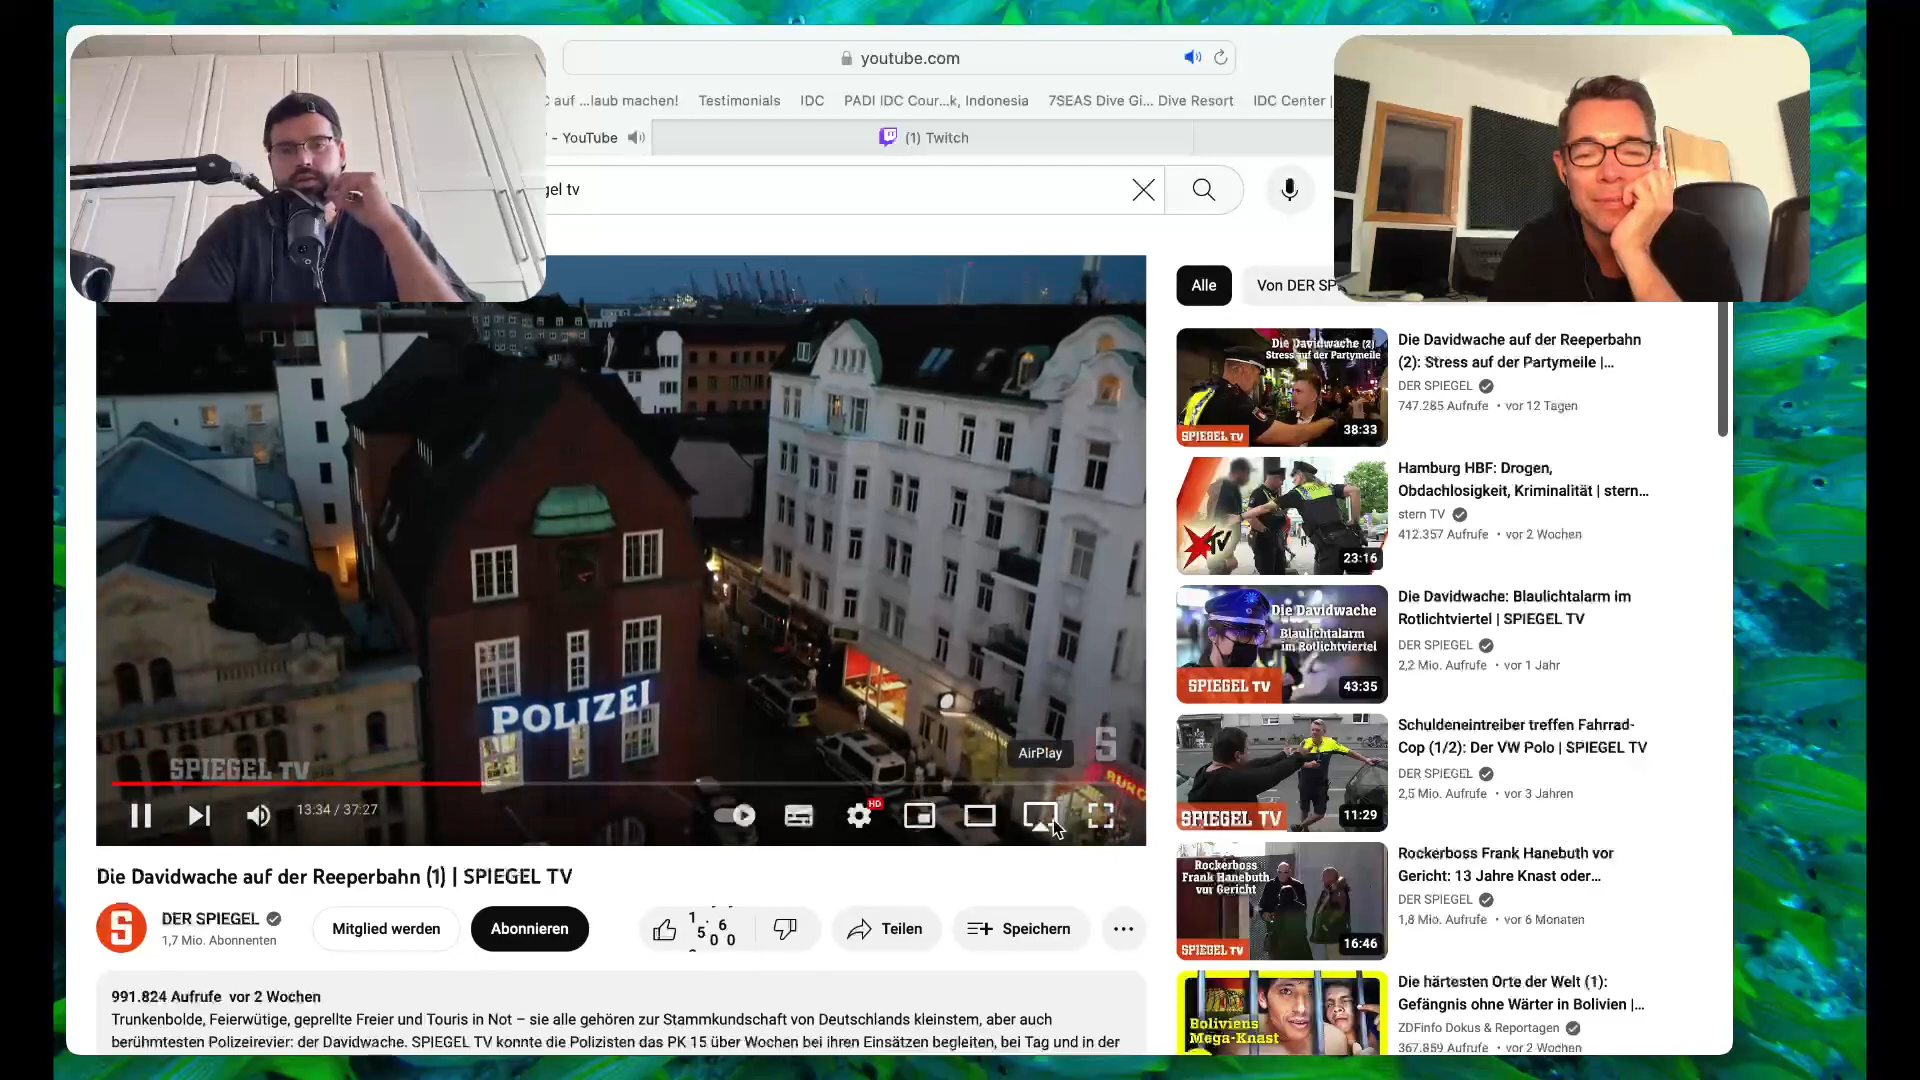 youtube.com
auf ...laub machen! Testimonials IDC PADI IDC Cour...k, Indonesia 7SEAS Dive Gi... Dive Resort IDC Center |
- YouTube (1) Twitch
gel tv
Alle Von DER SP
POLIZEI
THEATER
BURG
SPIEGEL TV
AirPlay
13:34 / 37:27
HD
Die Davidwache auf der Reeperbahn (1) | SPIEGEL TV
DER SPIEGEL
1,7 Mio. Abonnenten
Mitglied werden
Abonnieren
Teilen
Speichern
991.824 Aufrufe vor 2 Wochen
Trunkenbolde, Feierwütige, geprellte Freier und Touris in Not – sie alle gehören zur Stammkundschaft von Deutschlands kleinstem, aber auch
berühmtesten Polizeirevier: der Davidwache. SPIEGEL TV konnte die Polizisten das PK 15 über Wochen bei ihren Einsätzen begleiten, bei Tag und in der
Die Davidwache (2)
Stress auf der Partymeile
SPIEGEL TV
38:33
Die Davidwache auf der Reeperbahn
(2): Stress auf der Partymeile |...
DER SPIEGEL
747.285 Aufrufe • vor 12 Tagen
TV
23:16
Hamburg HBF: Drogen,
Obdachlosigkeit, Kriminalität | stern...
stern TV
412.357 Aufrufe • vor 2 Wochen
Die Davidwache
Blaulichtalarm
im Rotlichtviertel
SPIEGEL TV
43:35
Die Davidwache: Blaulichtalarm im
Rotlichtviertel | SPIEGEL TV
DER SPIEGEL
2,2 Mio. Aufrufe • vor 1 Jahr
SPIEGEL TV
11:29
Schuldeneintreiber treffen Fahrrad-
Cop (1/2): Der VW Polo | SPIEGEL TV
DER SPIEGEL
2,5 Mio. Aufrufe • vor 3 Jahren
Rockerboss
Frank Hanebuth
vor Gericht
SPIEGEL TV
16:46
Rockerboss Frank Hanebuth vor
Gericht: 13 Jahre Knast oder...
DER SPIEGEL
1,8 Mio. Aufrufe • vor 6 Monaten
Boliviens
Mega-Knast
Die härtesten Orte der Welt (1):
Gefängnis ohne Wärter in Bolivien |...
ZDFinfo Dokus & Reportagen
367.859 Aufrufe • vor 2 Wochen